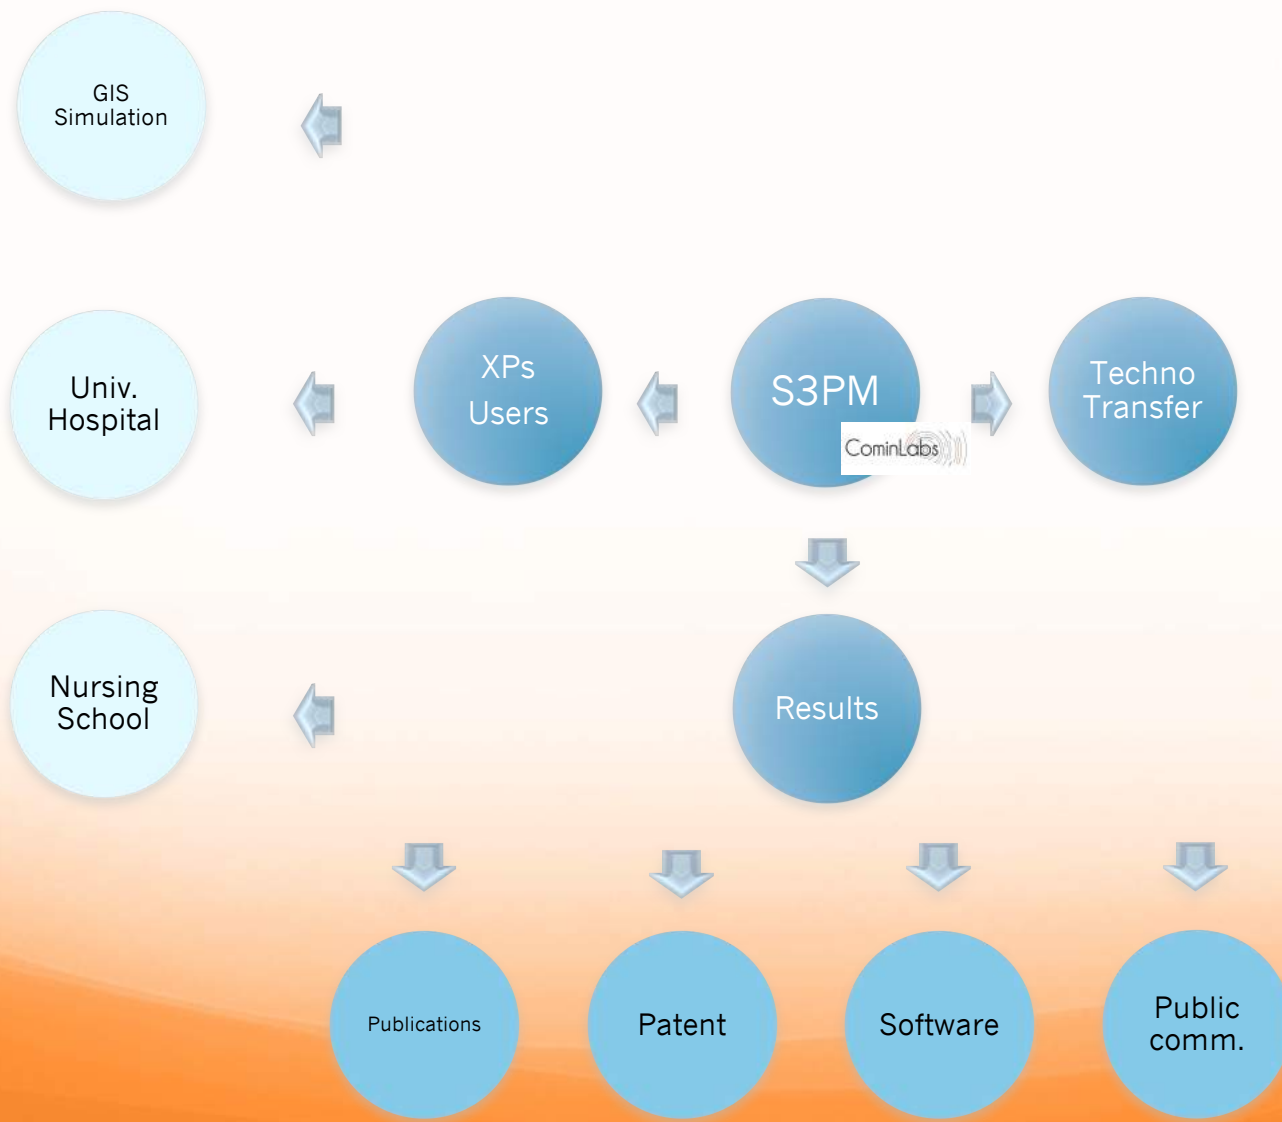 GIS
Simulation
Univ.
Hospital
XPs
Users
S3PM
CominLabs
Techno
Transfer
Nursing
School
Results
Publications
Patent
Software
Public
comm.